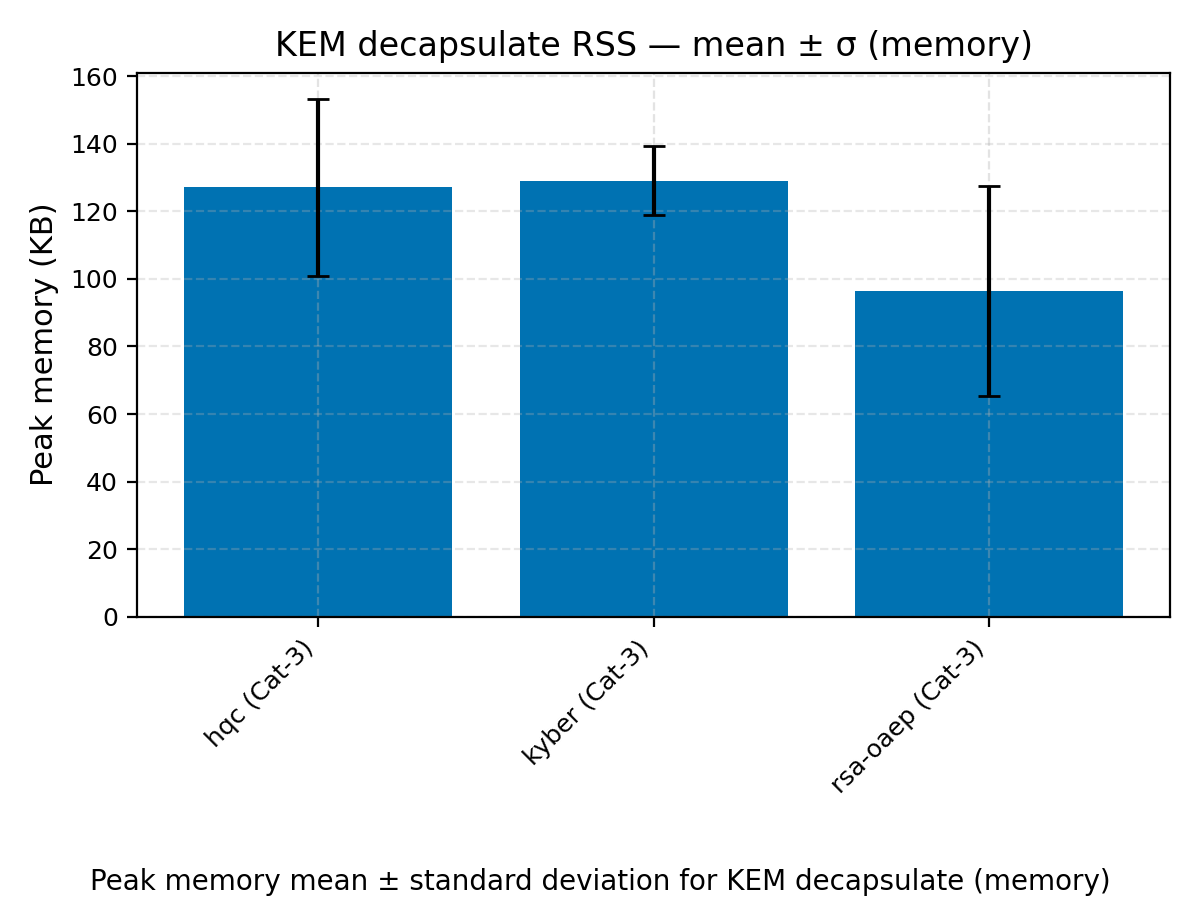 KEM decapsulate RSS — mean ± σ (memory)
Peak memory (KB)
160
140
120
100
80
60
40
20
0
hqc (Cat-3)
kyber (Cat-3)
rsa-oaep (Cat-3)
Peak memory mean ± standard deviation for KEM decapsulate (memory)